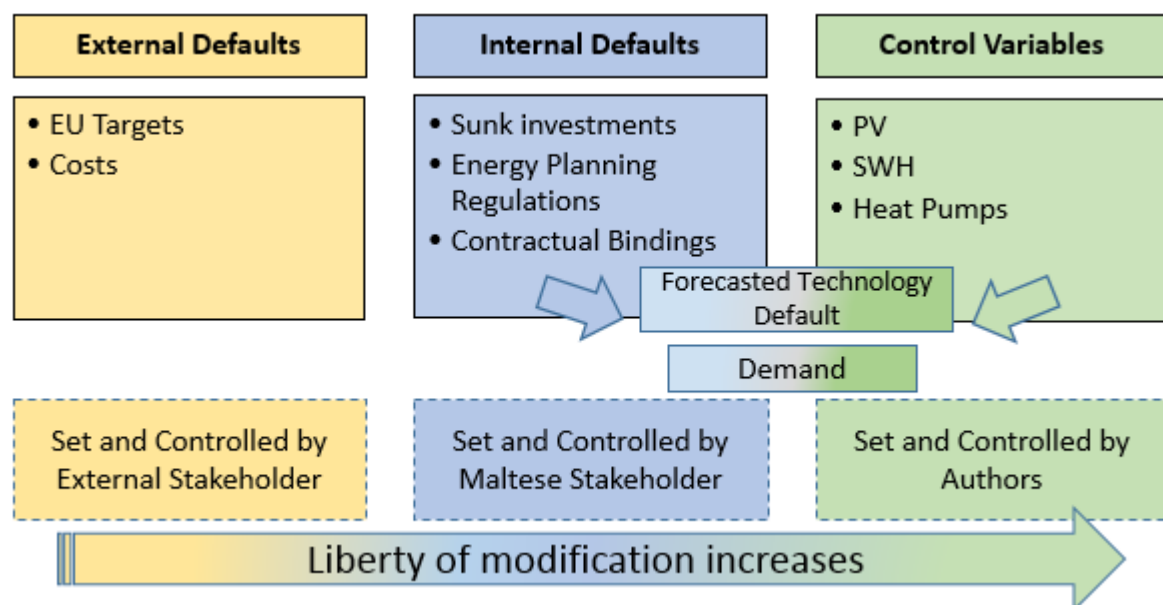 External Defaults
Internal Defaults
Control Variables
• EU Targets
• Costs
• Sunk investments
• Energy Planning
Regulations
• Contractual Bindings
• PV
• SWH
• Heat Pumps
Forecasted Technology
Default
Demand
Set and Controlled by
External Stakeholder
Set and Controlled by
Maltese Stakeholder
Set and Controlled by
Authors
Liberty of modification increases